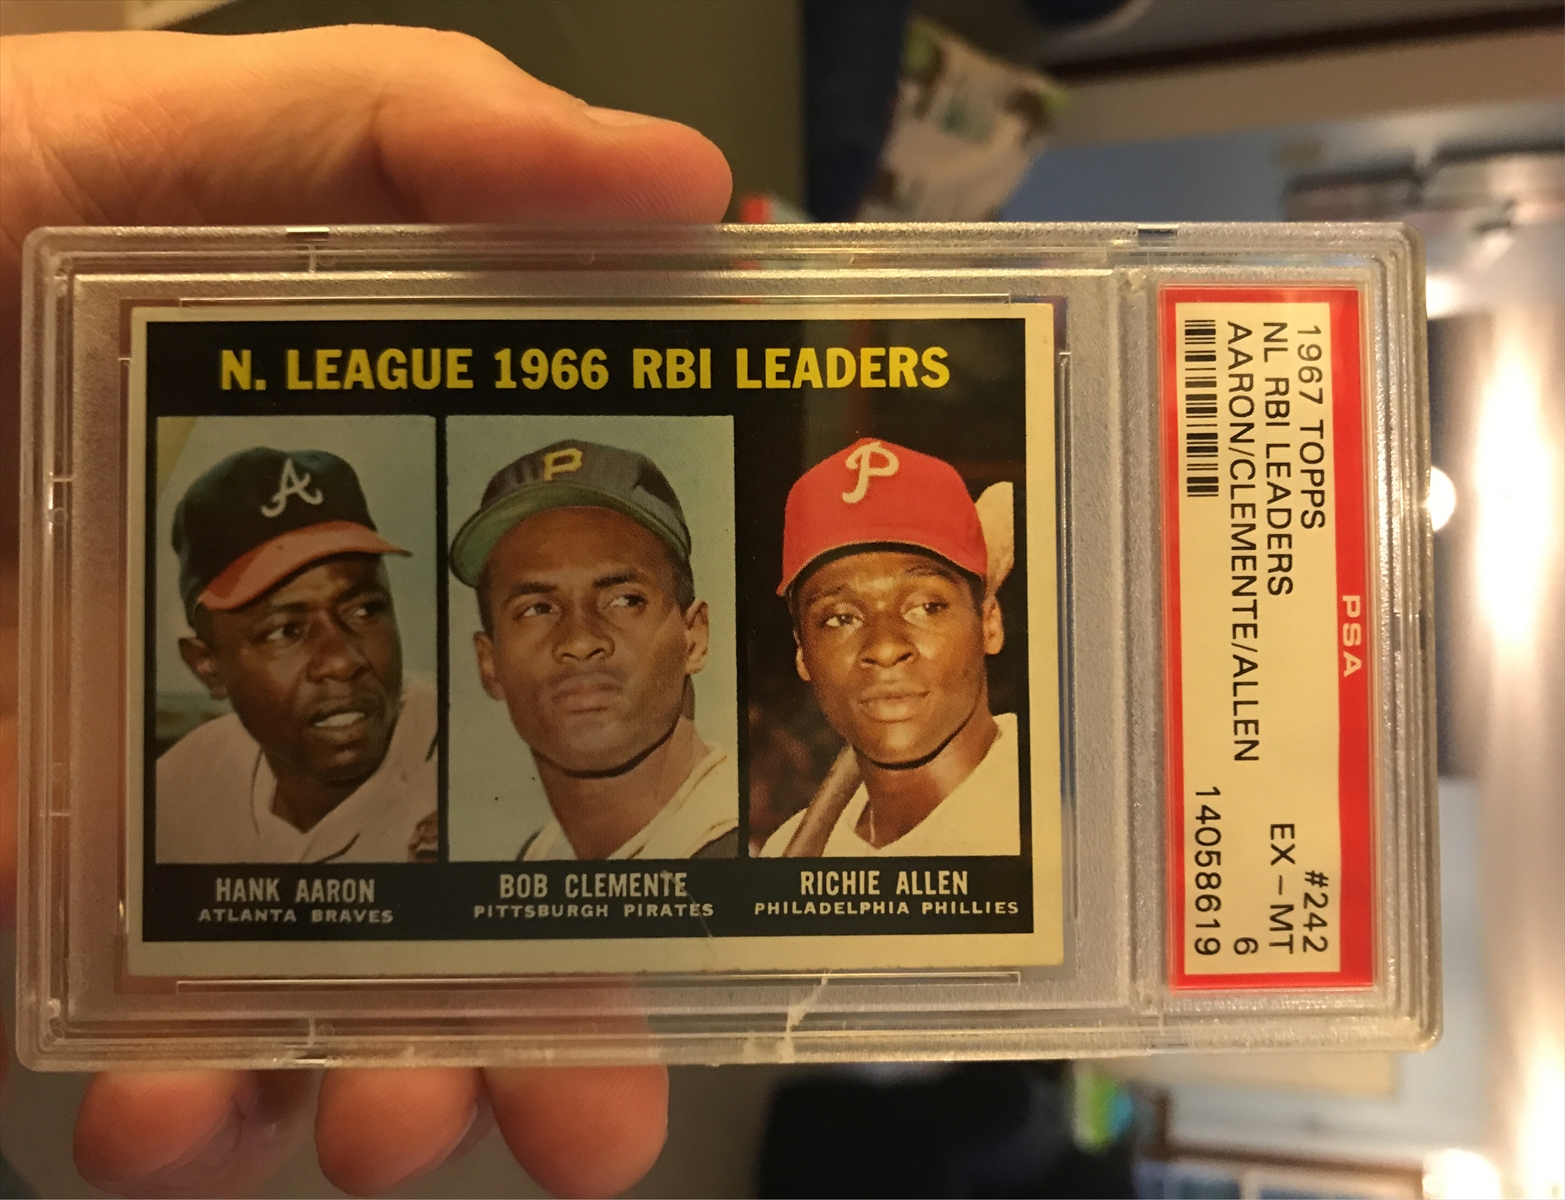 N. LEAGUE 1966 RBI LEADERS
A
P
P
HANK AARON
ATLANTA BRAVES
BOB CLEMENTE
PITTSBURGH PIRATES
RICHIE ALLEN
PHILADELPHIA PHILLIES
PSA
1967 TOPPS #242
NL RBI LEADERS EX - MT
AARON/CLEMENTE/ALLEN 6
14058619